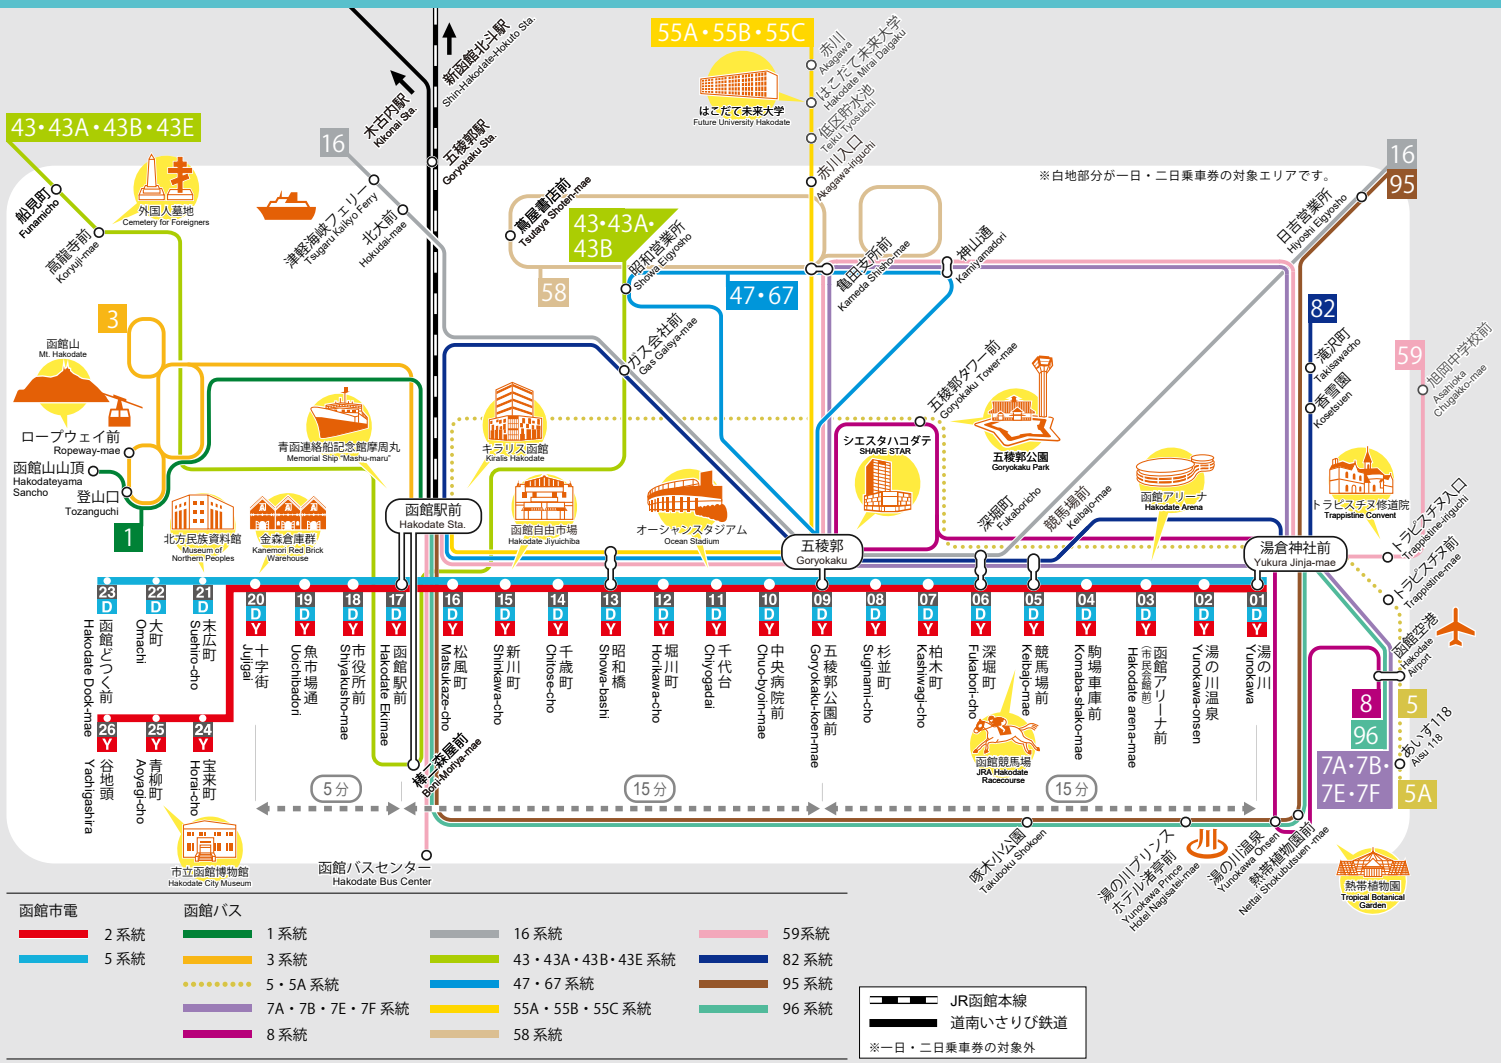 55A・55B・55C
赤川
Akagawa
はこだて未来大学
Hakodate Mirai Daigaku
低区貯水池
Teiku Tyosuichi
赤川入口
Akagawa-iriguchi
はこだて未来大学
Future University Hakodate
新函館北斗駅
Shin-Hakodate-Hokuto Sta.
木古内駅
Kikonai Sta.
五稜郭駅
Goryokaku Sta.
43・43A・43B・43E
船見町
Funamicho
高龍寺前
Koryuji-mae
外国人墓地
Cemetery for Foreigners
16
津軽海峡フェリー
Tsugaru Kaikyo Ferry
北大前
Hokudai-mae
蔦屋書店前
Tsutaya Shoten-mae
43・43A・
43B
昭和営業所
Showa Eigyosho
58
47・67
亀田支所前
Kameda Shisho-mae
神山通
Kamiyamadori
※白地部分が一日・二日乗車券の対象エリアです。
16
95
日吉営業所
Hiyoshi Eigyosho
82
滝沢町
Takisawacho
香雪園
Kosetsuen
59
旭岡中学校前
Asahioka
Chugakko-mae
3
函館山
Mt. Hakodate
ロープウェイ前
Ropeway-mae
函館山山頂
Hakodateyama
Sancho
登山口
Tozanguchi
1
青函連絡船記念館摩周丸
Memorial Ship "Mashu-maru"
北方民族資料館
Museum of
Northern Peoples
金森倉庫群
Kanemori Red Brick
Warehouse
キラリス函館
Kiralis Hakodate
函館駅前
Hakodate Sta.
函館自由市場
Hakodate Jiyuichiba
ガス会社前
Gas Gaisya-mae
オーシャンスタジアム
Ocean Stadium
シエスタハコダテ
SHARE STAR
五稜郭タワー前
Goryokaku Tower-mae
五稜郭公園
Goryokaku Park
五稜郭
Goryokaku
深堀町
Fukaboricho
競馬場前
Keibajo-mae
函館アリーナ
Hakodate Arena
湯倉神社前
Yukura Jinja-mae
トラピスチヌ修道院
Trappistine Convent
トラピスチヌ入口
Trappistine-iriguchi
トラピスチヌ前
Trappistine-mae
函館空港
Hakodate
Airport
あいす118
Aisu 118
23 D
函館どつく前
Hakodate Dock-mae
22 D
大町
Omachi
21 D
末広町
Suehiro-cho
20 D Y
十字街
Jujigai
19 D Y
魚市場通
Uoichibadori
18 D Y
市役所前
Shiyakusho-mae
17 D Y
函館駅前
Hakodate Ekimae
16 D Y
松風町
Matsukaze-cho
15 D Y
新川町
Shinkawa-cho
14 D Y
千歳町
Chitose-cho
13 D Y
昭和橋
Showa-bashi
12 D Y
堀川町
Horikawa-cho
11 D Y
千代台
Chiyogadai
10 D Y
中央病院前
Chuo-byoin-mae
09 D Y
五稜郭公園前
Goryokaku-koen-mae
08 D Y
杉並町
Suginami-cho
07 D Y
柏木町
Kashiwagi-cho
06 D Y
深堀町
Fukabori-cho
05 D Y
競馬場前
Keibajo-mae
04 D Y
駒場車庫前
Komaba-shako-mae
03 D Y
函館アリーナ前
(市民会館前)
Hakodate arena-mae
02 D Y
湯の川温泉
Yunokawa-onsen
01 D Y
湯の川
Yunokawa
26 Y
谷地頭
Yachigashira
25 Y
青柳町
Aoyagi-cho
24 Y
宝来町
Horai-cho
棒二森屋前
Boni-Moriya-mae
函館競馬場
JRA Hakodate
Racecourse
5分
15分
15分
8
96
7A・7B・
7E・7F
5
5A
市立函館博物館
Hakodate City Museum
函館バスセンター
Hakodate Bus Center
啄木小公園
Takuboku Shokoen
湯の川プリンス
ホテル渚亭前
Yunokawa Prince
Hotel Nagisatei-mae
湯の川温泉
Yunokawa Onsen
熱帯植物園前
Nettai Shokubutsuen -mae
熱帯植物園
Tropical Botanical
Garden
函館市電
2 系統
5 系統
函館バス
1 系統
3 系統
5・5A 系統
7A・7B・7E・7F 系統
8 系統
16 系統
43・43A・43B・43E 系統
47・67 系統
55A・55B・55C 系統
58 系統
59系統
82 系統
95 系統
96 系統
JR函館本線
道南いさりび鉄道
※一日・二日乗車券の対象外